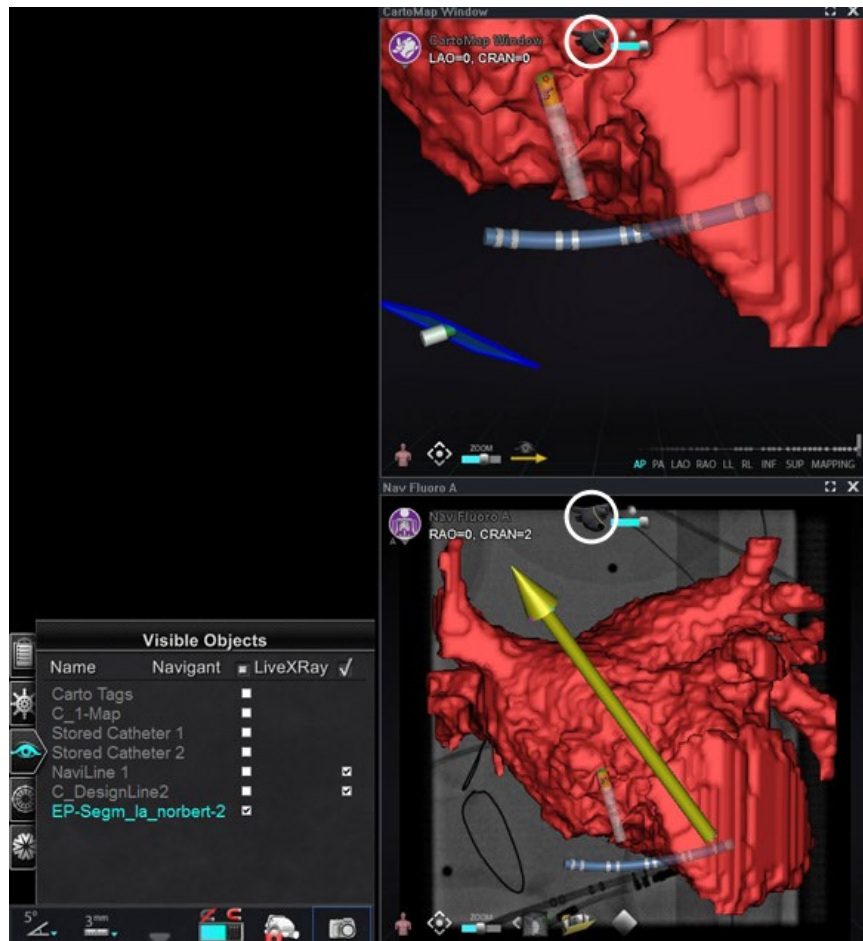 CartoMap Window
CartoMap Window
LAO=0, CRAN=0
ZOOM
AP PA LAO RAO LL RL INF SUP MAPPING
Nav Fluoro A
Nav Fluoro A
RAO=0, CRAN=2
A
ZOOM
Visible Objects
Name Navigant LiveXRay
Carto Tags
C_1-Map
Stored Catheter 1
Stored Catheter 2
NaviLine 1
C_DesignLine2
EP-Segm_la_norbert-2
5°
3mm